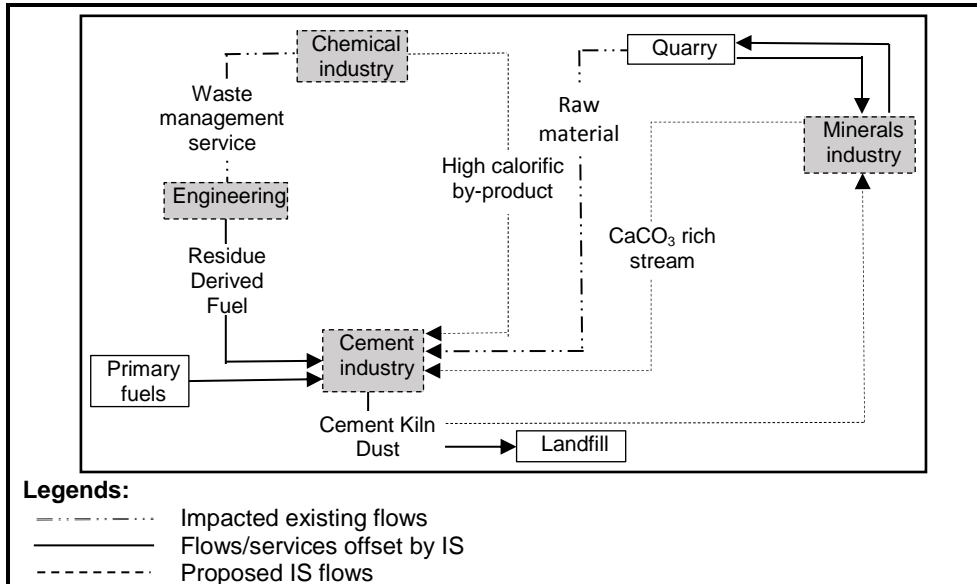 Chemical
industry
Quarry
Waste
management
service
Raw
material
Minerals
industry
High calorific
by-product
Engineering
CaCO₃ rich
stream
Residue
Derived
Fuel
Cement
industry
Primary
fuels
Cement Kiln
Dust
Landfill
Legends:
Impacted existing flows
Flows/services offset by IS
Proposed IS flows